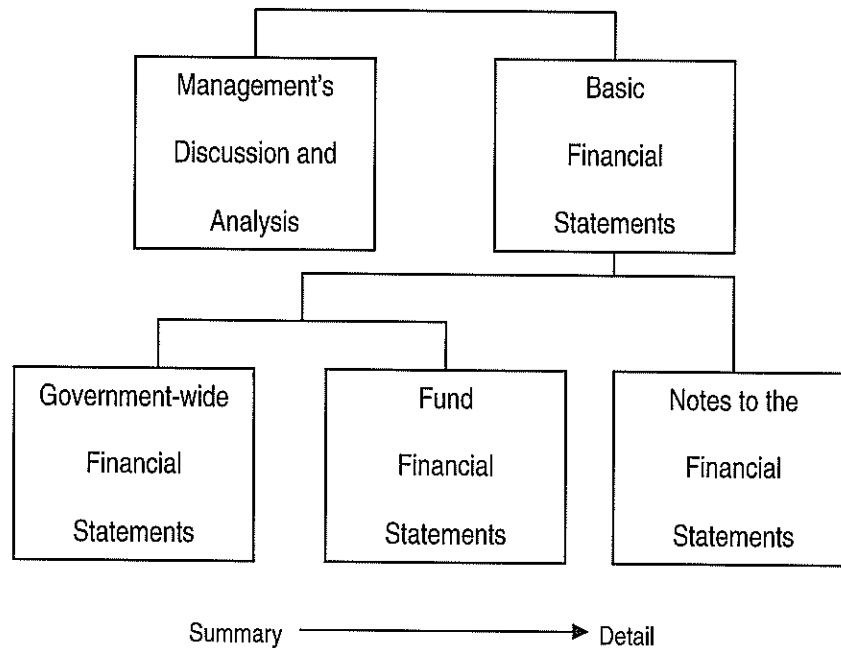 Management's
Discussion and
Analysis
Basic
Financial
Statements
Government-wide
Financial
Statements
Fund
Financial
Statements
Notes to the
Financial
Statements
Summary
Detail